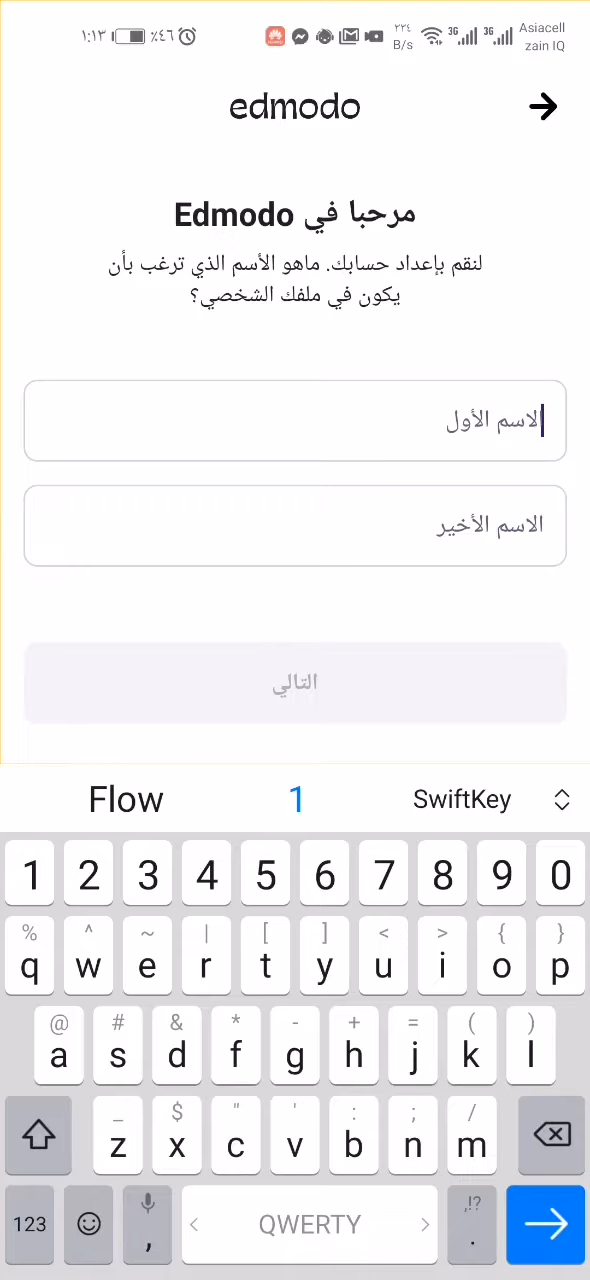 ١:١٣ ٪٤٦ ٢٢٤ B/s 3G 3G Asiacell
zain IQ
edmodo
مرحبا في Edmodo
لنقم بإعداد حسابك. ماهو الأسم الذي ترغب بأن
يكون في ملفك الشخصي؟
الاسم الأول
الاسم الأخير
التالي
Flow 1 SwiftKey
1 2 3 4 5 6 7 8 9 0
% ^ ~ | [ ] < > { }
q w e r t y u i o p
@ # & * - + = ( )
a s d f g h j k l
_ $ " ' : ; /
z x c v b n m
123 , QWERTY ,!? .